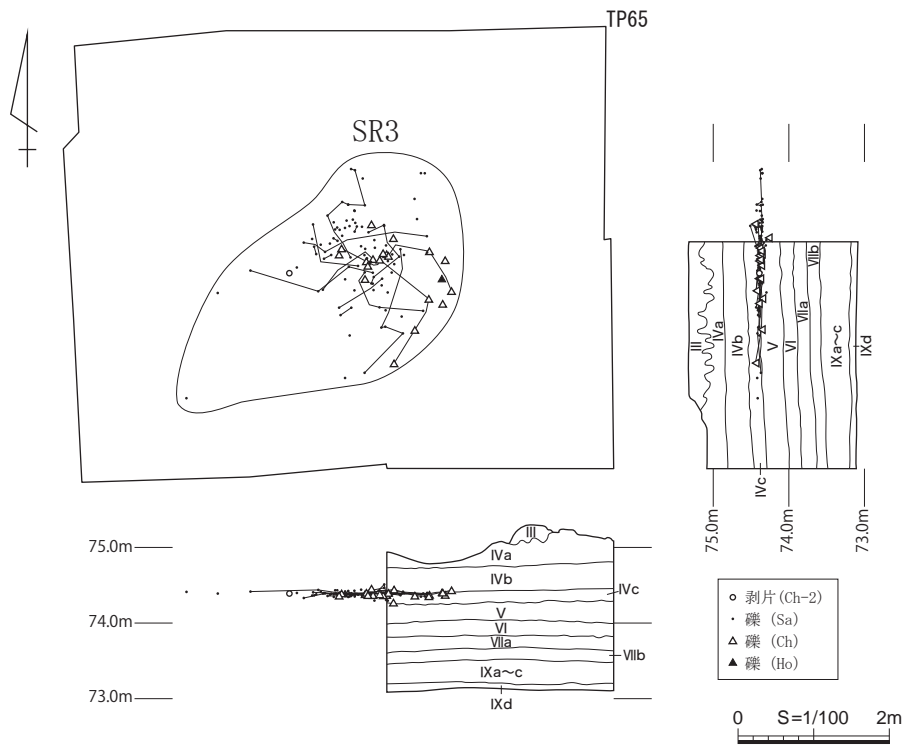 TP65
SR3
III
IVa
IVb
IVc
V
VI
VIIa
VIIb
IXa～c
IXd
75.0m
74.0m
73.0m
75.0m
74.0m
73.0m
III
IVa
IVb
IVc
V
VI
VIIa
VIIb
IXa～c
IXd
剥片(Ch-2)
礫 (Sa)
礫 (Ch)
礫 (Ho)
0 S=1/100 2m